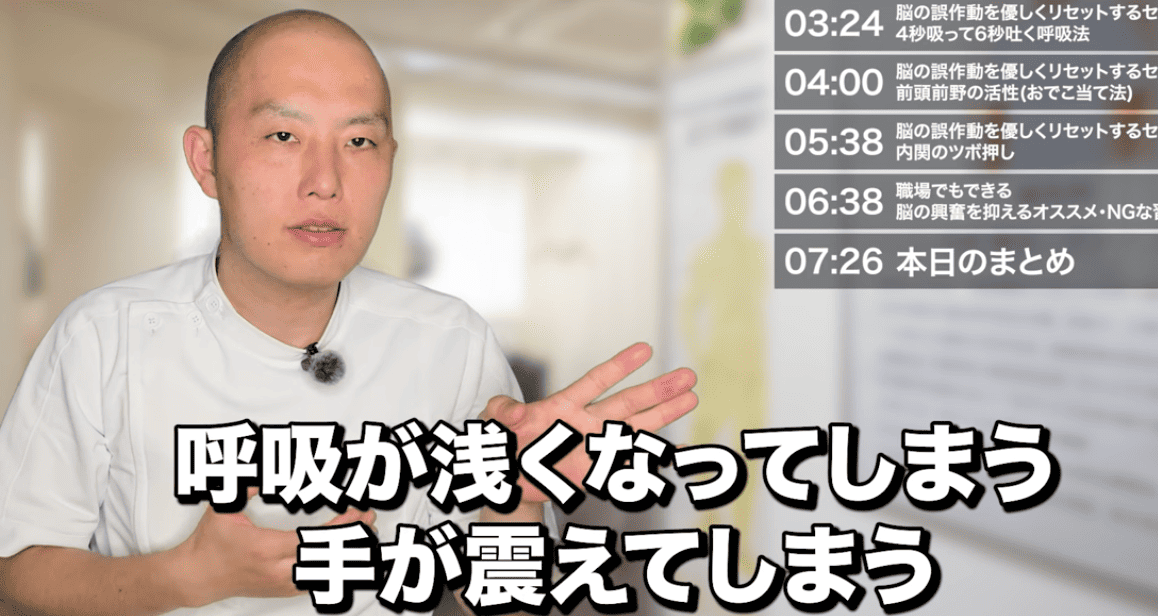 03:24 脳の誤作動を優しくリセットするセ
4秒吸って6秒吐く呼吸法
04:00 脳の誤作動を優しくリセットするセ
前頭前野の活性(おでこ当て法)
05:38 脳の誤作動を優しくリセットするセ
内関のツボ押し
06:38 職場でもできる
脳の興奮を抑えるオススメ・NGな習
07:26 本日のまとめ
呼吸が浅くなってしまう
手が震えてしまう